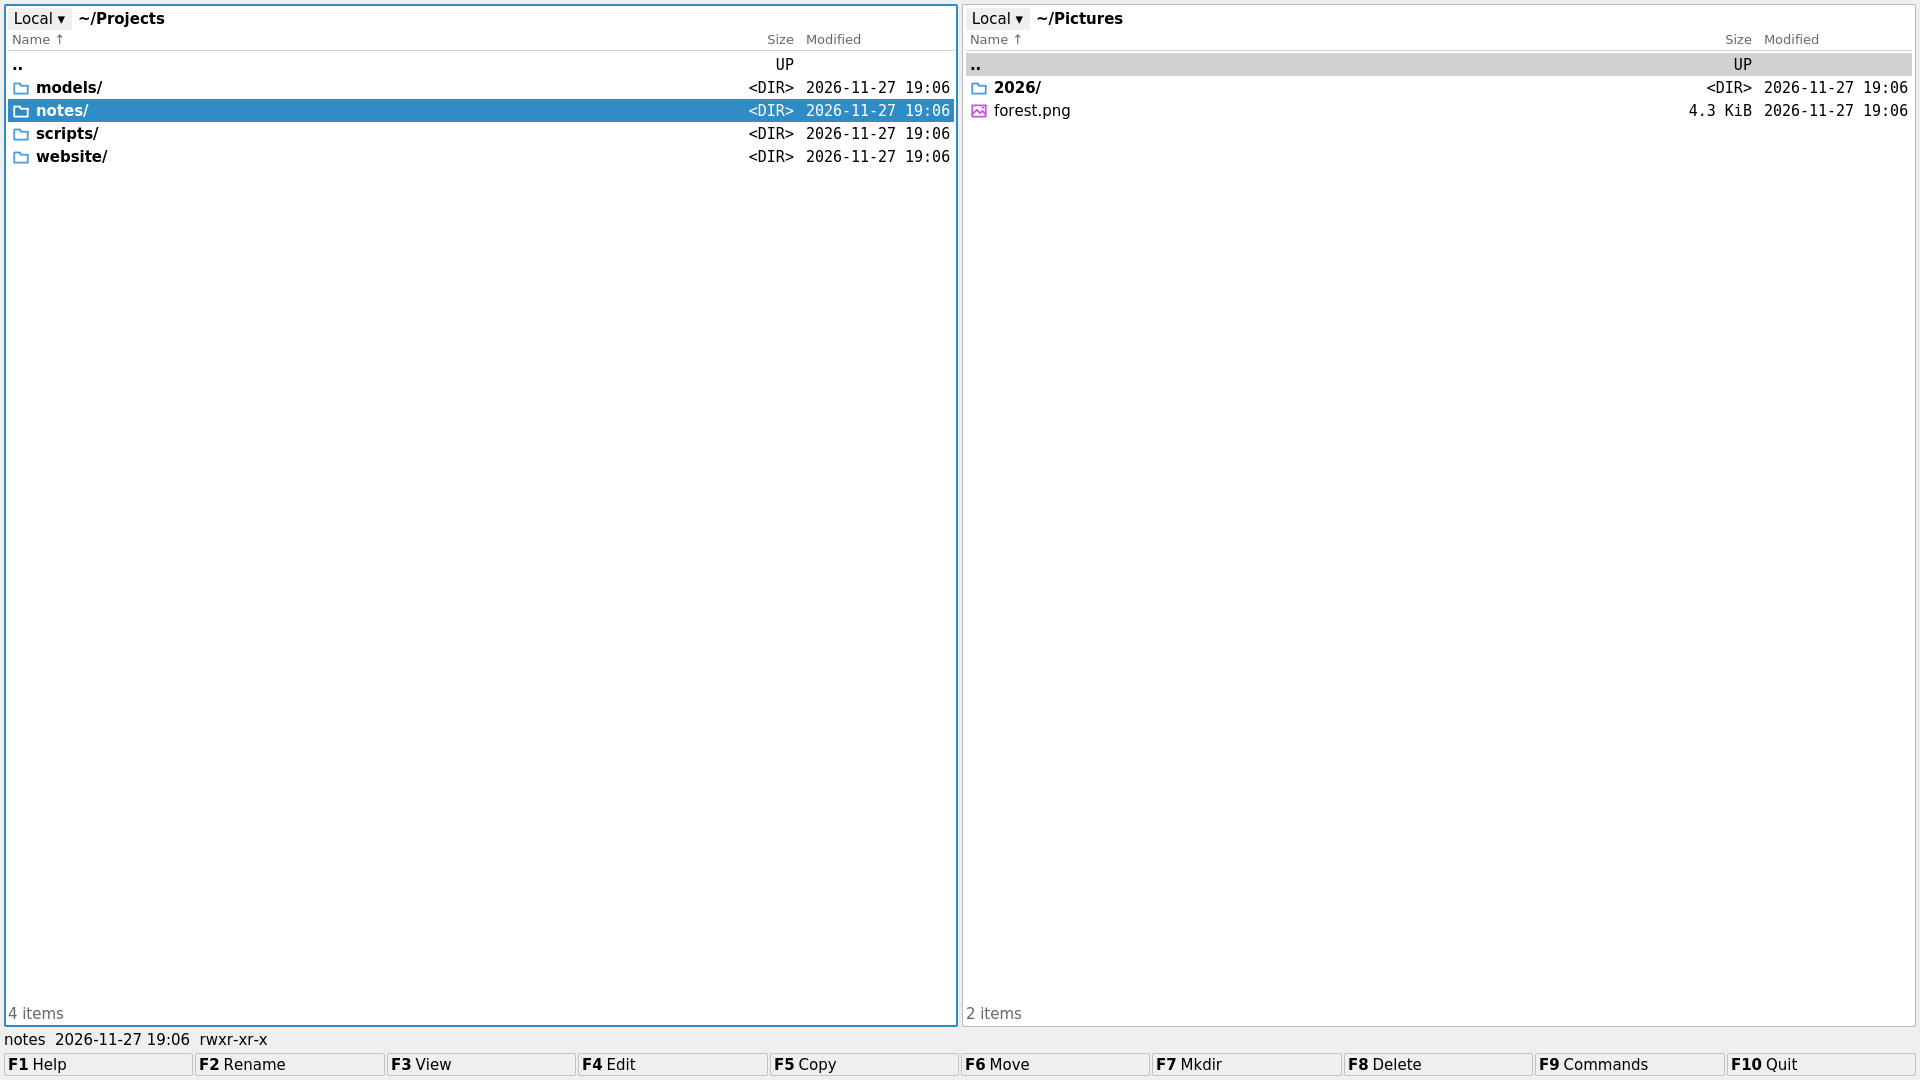 Local ▾ ~/Projects
Name ↑ Size Modified
.. UP
models/ <DIR> 2026-11-27 19:06
notes/ <DIR> 2026-11-27 19:06
scripts/ <DIR> 2026-11-27 19:06
website/ <DIR> 2026-11-27 19:06
4 items
Local ▾ ~/Pictures
Name ↑ Size Modified
.. UP
2026/ <DIR> 2026-11-27 19:06
forest.png 4.3 KiB 2026-11-27 19:06
2 items
notes 2026-11-27 19:06 rwxr-xr-x
F1 Help F2 Rename F3 View F4 Edit F5 Copy F6 Move F7 Mkdir F8 Delete F9 Commands F10 Quit